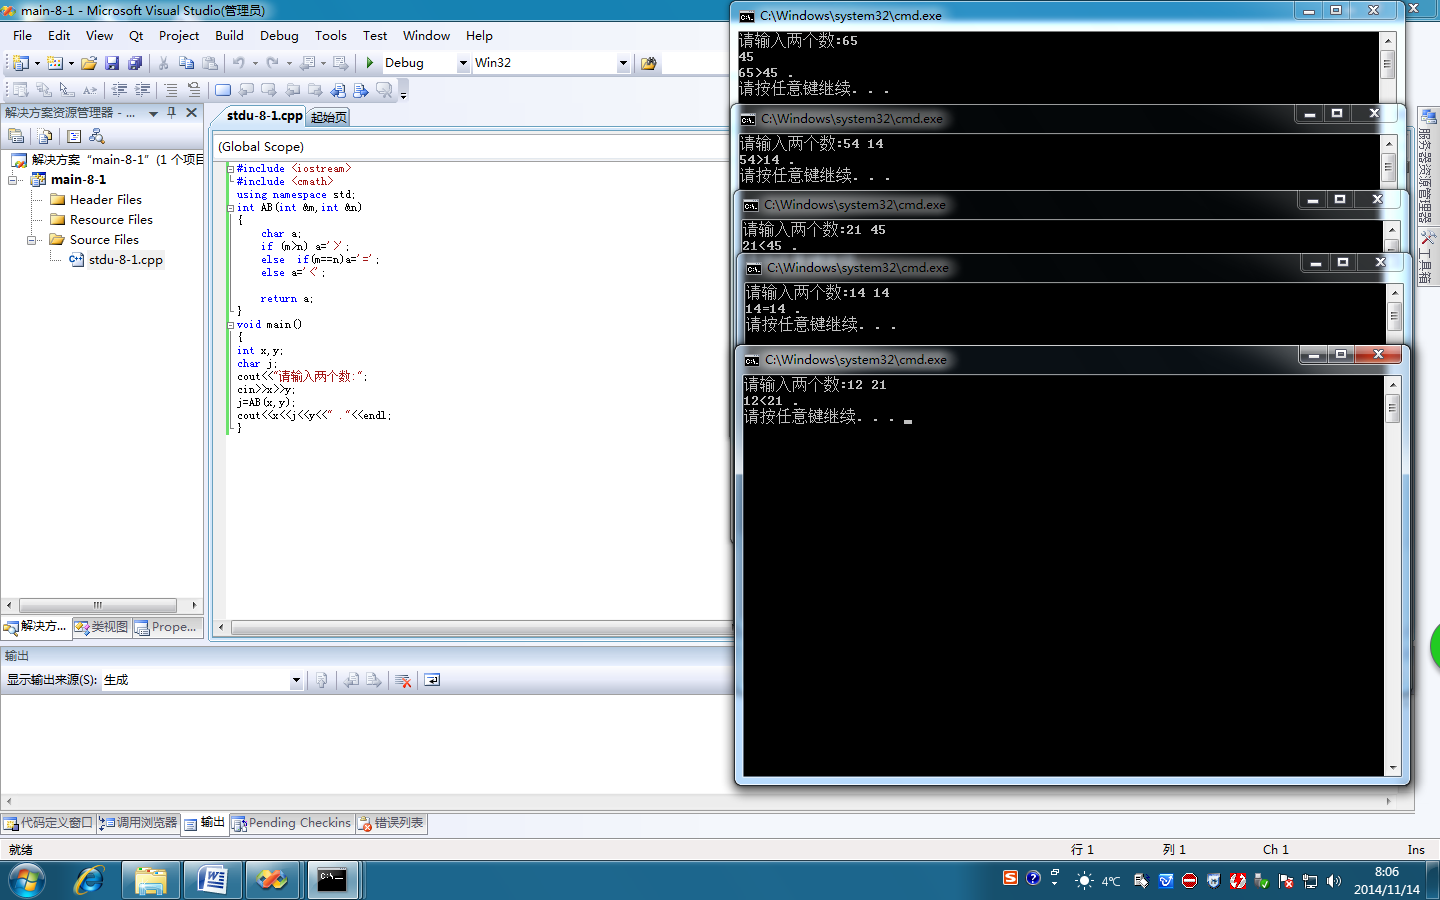 main-8-1 - Microsoft Visual Studio(管理员)
File Edit View Qt Project Build Debug Tools Test Window Help
Debug Win32
解决方案资源管理器 - ...
解决方案 "main-8-1" (1 个项目
main-8-1
Header Files
Resource Files
Source Files
stdu-8-1.cpp
解决方... 类视图 Prope...
stdu-8-1.cpp 起始页
(Global Scope)
#include <iostream>
#include <cmath>
using namespace std;
int AB(int &m,int &n)
{
char a;
if (m>n) a='>';
else if(m==n)a='=';
else a='<';
return a;
}
void main()
{
int x,y;
char j;
cout<<"请输入两个数:";
cin>>x>>y;
j=AB(x,y);
cout<<x<<j<<y<<" ."<<endl;
}
C:\Windows\system32\cmd.exe
请输入两个数:65
45
65>45 .
请按任意键继续. . .
C:\Windows\system32\cmd.exe
请输入两个数:54 14
54>14 .
请按任意键继续. . .
C:\Windows\system32\cmd.exe
请输入两个数:21 45
21<45 .
C:\Windows\system32\cmd.exe
请输入两个数:14 14
14=14 .
请按任意键继续. . .
C:\Windows\system32\cmd.exe
请输入两个数:12 21
12<21 .
请按任意键继续. . .
服务器资源管理器
工具箱
输出
显示输出来源(S): 生成
代码定义窗口 调用浏览器 输出 Pending Checkins 错误列表
就绪 行 1 列 1 Ch 1 Ins
4℃
8:06
2014/11/14